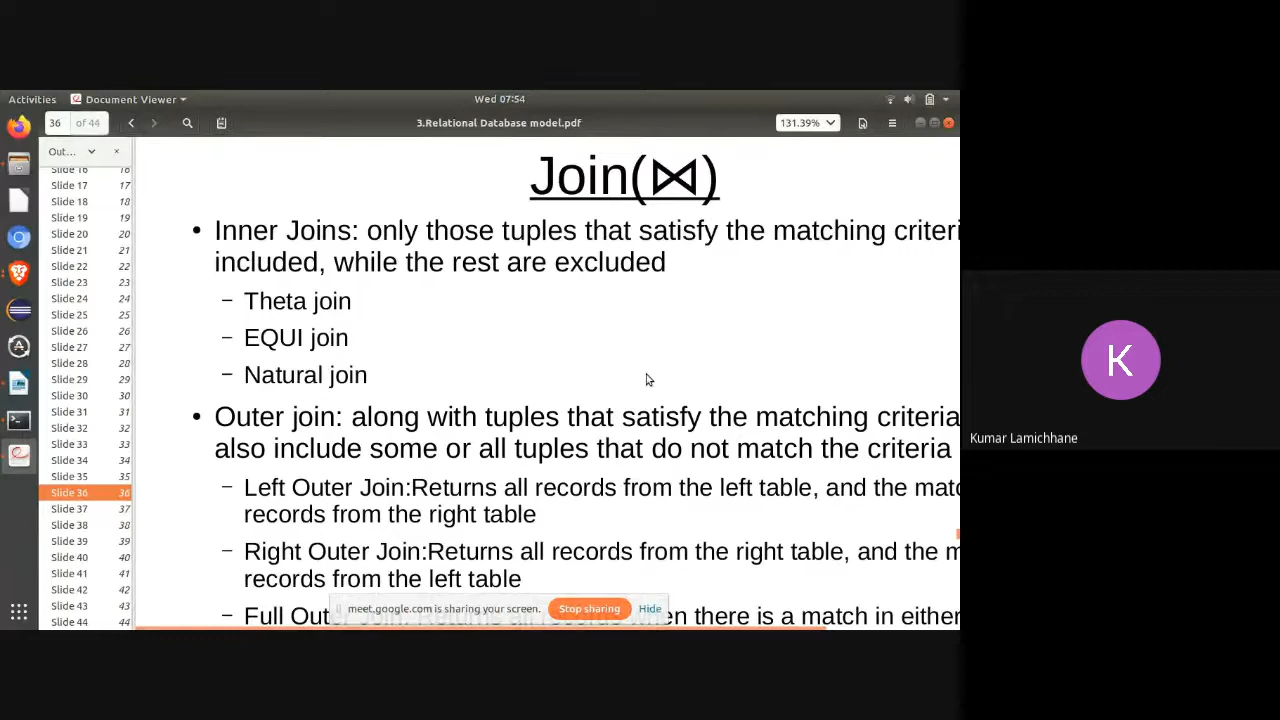 Activities Document Viewer Wed 07:54
36 of 44 3.Relational Database model.pdf 131.39%
Out...
Slide 16 16
Slide 17 17
Slide 18 18
Slide 19 19
Slide 20 20
Slide 21 21
Slide 22 22
Slide 23 23
Slide 24 24
Slide 25 25
Slide 26 26
Slide 27 27
Slide 28 28
Slide 29 29
Slide 30 30
Slide 31 31
Slide 32 32
Slide 33 33
Slide 34 34
Slide 35 35
Slide 36 36
Slide 37 37
Slide 38 38
Slide 39 39
Slide 40 40
Slide 41 41
Slide 42 42
Slide 43 43
Slide 44 44
Join(⋈)
• Inner Joins: only those tuples that satisfy the matching criteri
included, while the rest are excluded
– Theta join
– EQUI join
– Natural join
• Outer join: along with tuples that satisfy the matching criteria
also include some or all tuples that do not match the criteria
– Left Outer Join:Returns all records from the left table, and the matc
records from the right table
– Right Outer Join:Returns all records from the right table, and the m
records from the left table
– Full Oute Returns all records when there is a match in either
meet.google.com is sharing your screen. Stop sharing Hide
K
Kumar Lamichhane